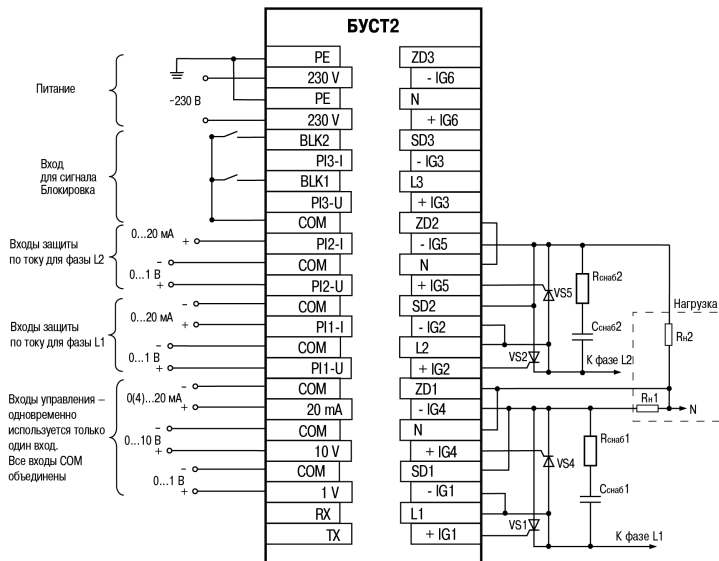 БУСТ2
Питание
~230 В
Вход
для сигнала
Блокировка
Входы защиты
по току для фазы L2
0...20 мА
+
–
0...1 В
+
Входы защиты
по току для фазы L1
–
0...20 мА
+
–
0...1 В
+
Входы управления –
одновременно
используется только
один вход.
Все входы COM
объединены
–
0(4)...20 мА
+
–
0...10 В
+
–
0...1 В
+
PE
230 V
PE
230 V
BLK2
PI3-I
BLK1
PI3-U
COM
PI2-I
COM
PI2-U
COM
PI1-I
COM
PI1-U
COM
20 mA
COM
10 V
COM
1 V
RX
TX
ZD3
- IG6
N
+ IG6
SD3
- IG3
L3
+ IG3
ZD2
- IG5
N
+ IG5
SD2
- IG2
L2
+ IG2
ZD1
- IG4
N
+ IG4
SD1
- IG1
L1
+ IG1
VS5
Rснаб2
Cснаб2
VS2
К фазе L2
Нагрузка
Rн2
Rн1
N
VS4
Rснаб1
Cснаб1
VS1
К фазе L1